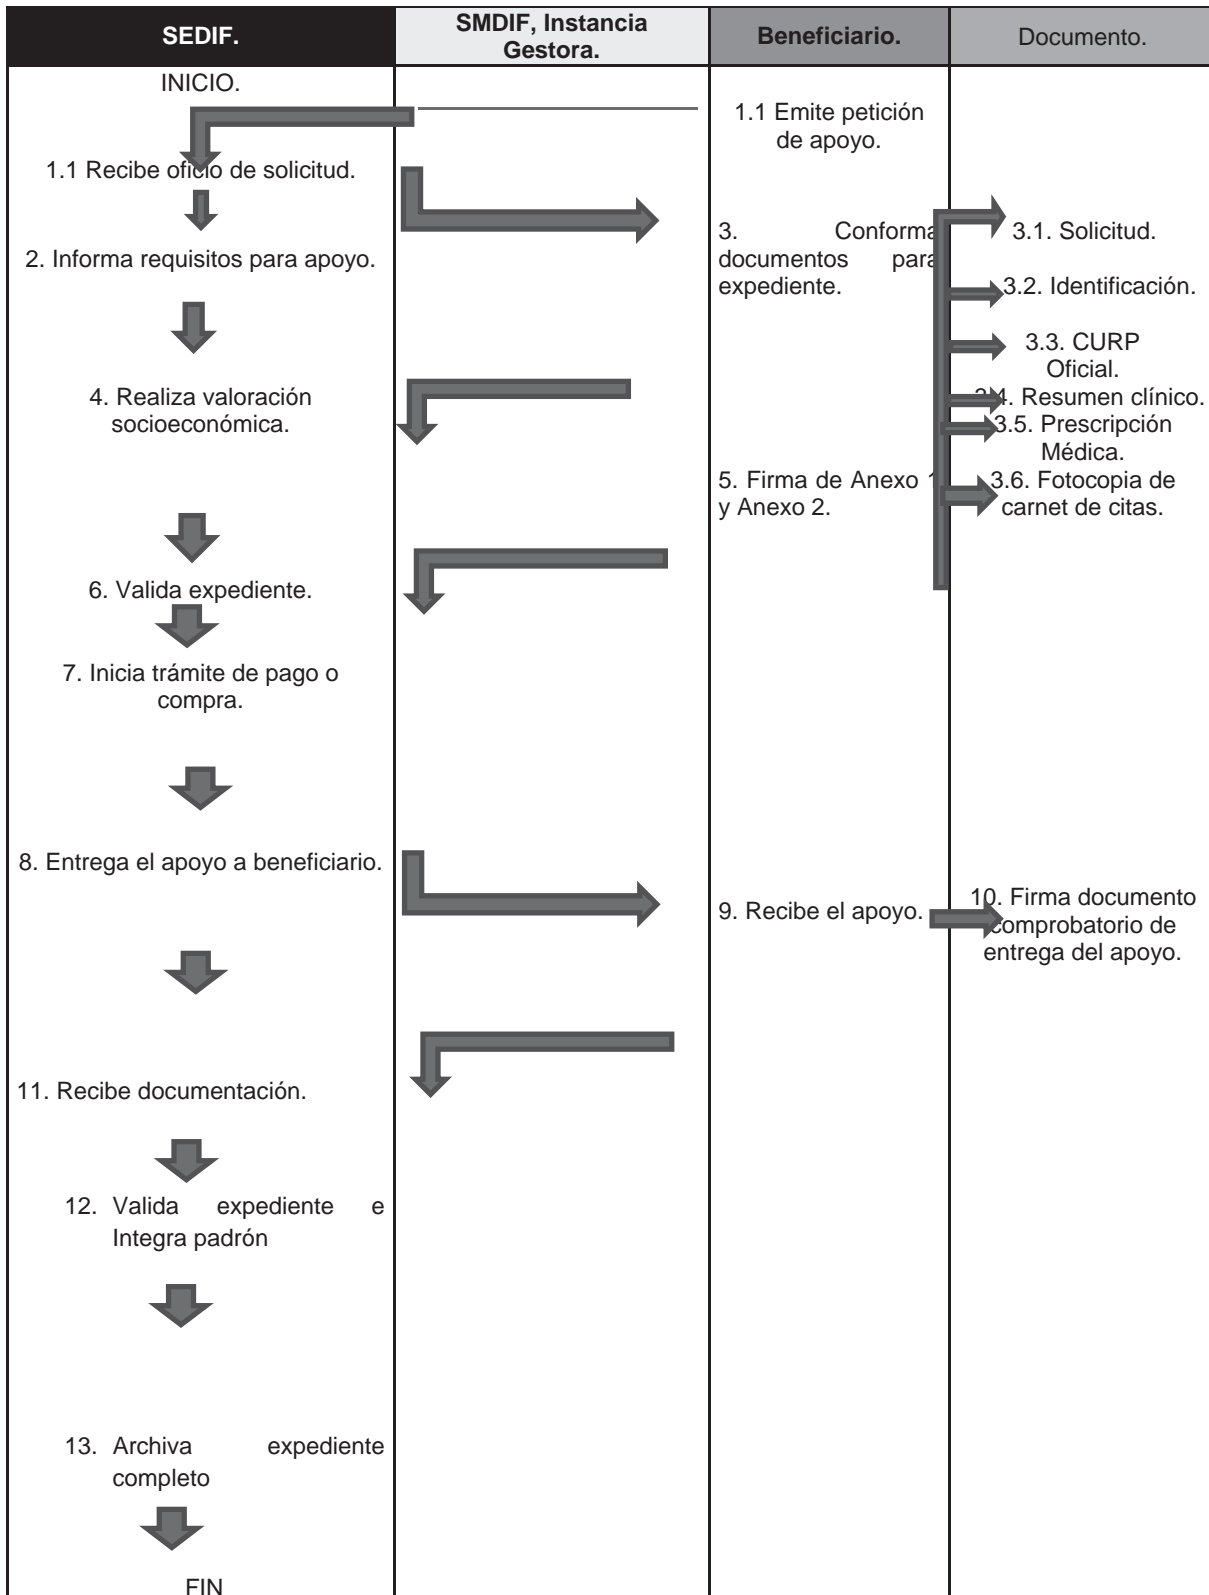 SEDIF.
SMDIF, Instancia
Gestora.
Beneficiario.
Documento.
INICIO.
1.1 Emite petición
de apoyo.
1.1 Recibe oficio de solicitud.
2. Informa requisitos para apoyo.
3. Conforma
documentos para
expediente.
3.1. Solicitud.
3.2. Identificación.
3.3. CURP
Oficial.
4. Realiza valoración
socioeconómica.
3.4. Resumen clínico.
3.5. Prescripción
Médica.
5. Firma de Anexo 1
y Anexo 2.
3.6. Fotocopia de
carnet de citas.
6. Valida expediente.
7. Inicia trámite de pago o
compra.
8. Entrega el apoyo a beneficiario.
9. Recibe el apoyo.
10. Firma documento
comprobatorio de
entrega del apoyo.
11. Recibe documentación.
12. Valida expediente e
Integra padrón
13. Archiva expediente
completo
FIN